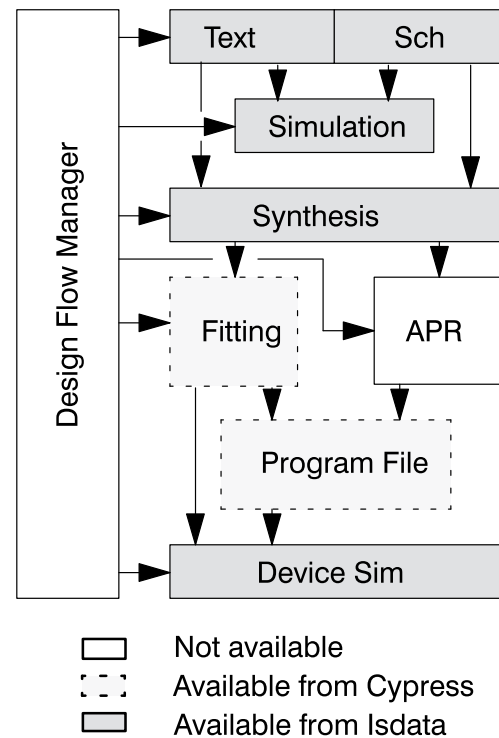 Design Flow Manager
Text
Sch
Simulation
Synthesis
Fitting
APR
Program File
Device Sim
Not available
Available from Cypress
Available from Isdata